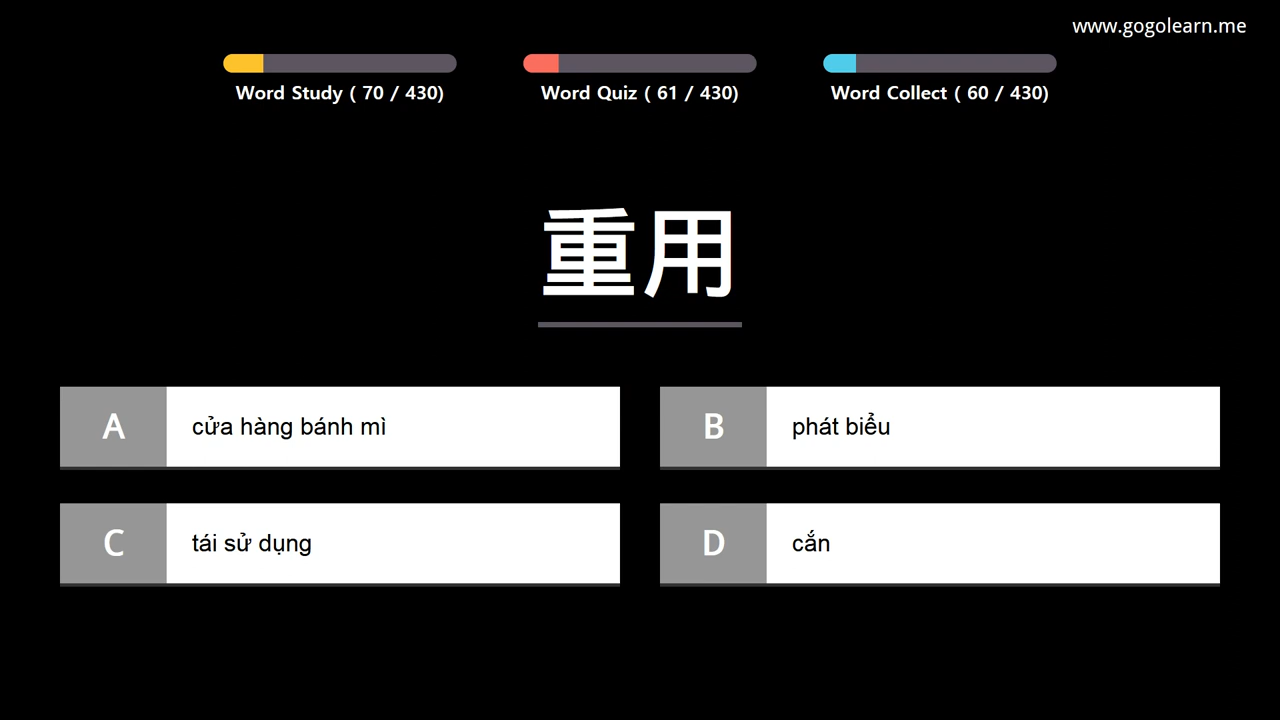 www.gogolearn.me
Word Study ( 70 / 430)
Word Quiz ( 61 / 430)
Word Collect ( 60 / 430)
重用
A
cửa hàng bánh mì
B
phát biểu
C
tái sử dụng
D
cắn